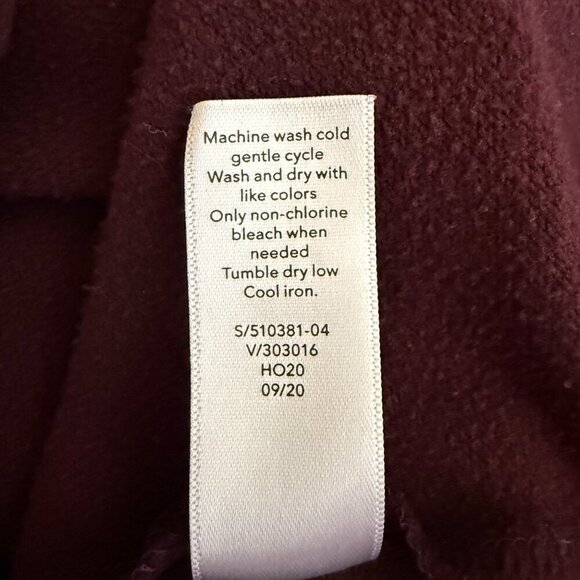 Machine wash cold
gentle cycle
Wash and dry with
like colors
Only non-chlorine
bleach when
needed
Tumble dry low
Cool iron.
S/510381-04
V/303016
HO20
09/20